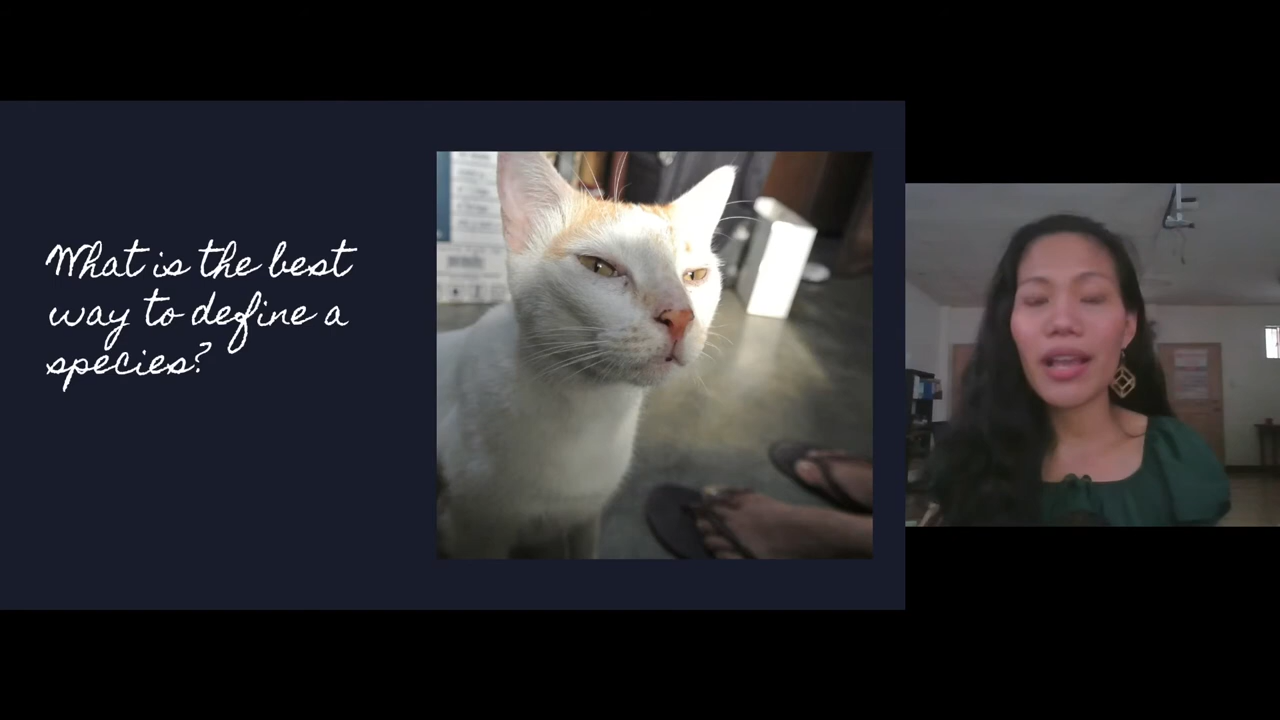 What is the best
way to define a
species?